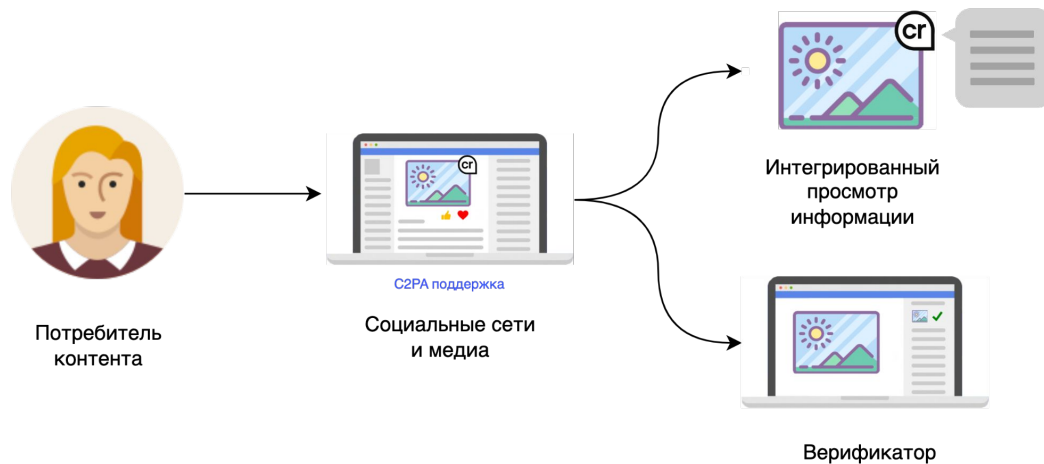 cr
Интегрированный
просмотр
информации
cr
C2PA поддержка
Потребитель
контента
Социальные сети
и медиа
Верификатор